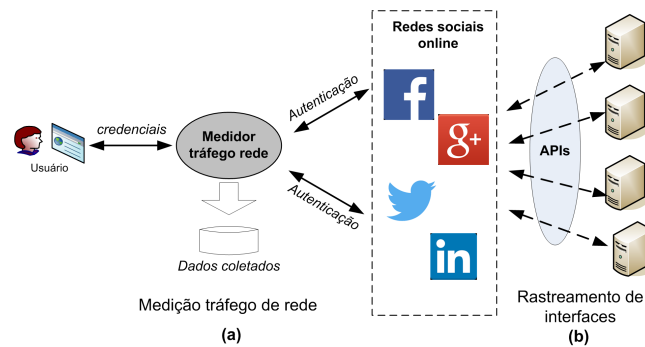 Redes sociais
online
Autenticação
credenciais
Medidor
tráfego rede
Usuário
f
g+
APIs
Autenticação
in
Dados coletados
Medição tráfego de rede
(a)
Rastreamento de
interfaces
(b)